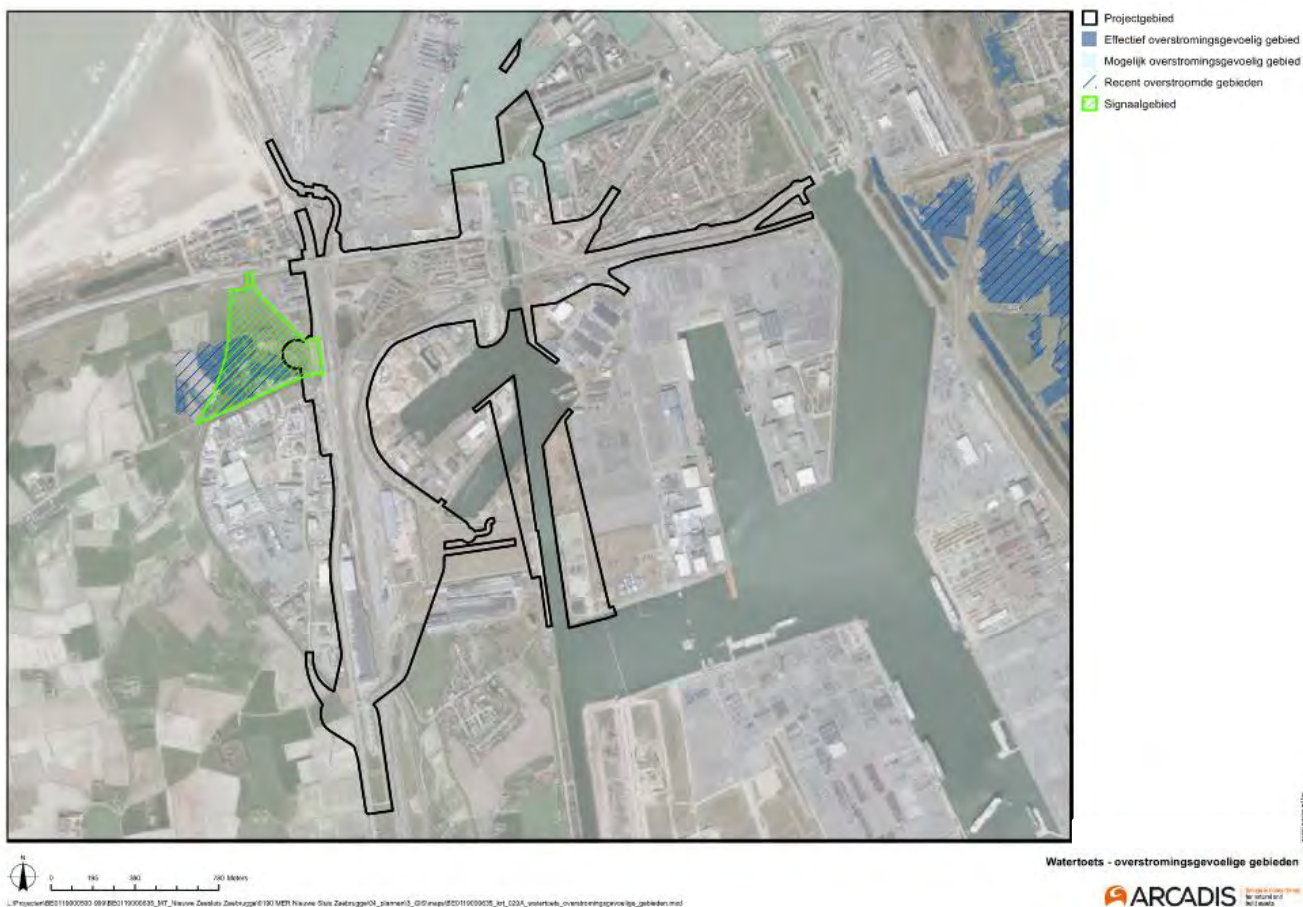 Projectgebied
Effectief overstromingsgevoelig gebied
Mogelijk overstromingsgevoelig gebied
Recent overstroomde gebieden
Signaalgebied
N
0 195 390 780 Meters
Watertoets - overstromingsgevoelige gebieden
ARCADIS